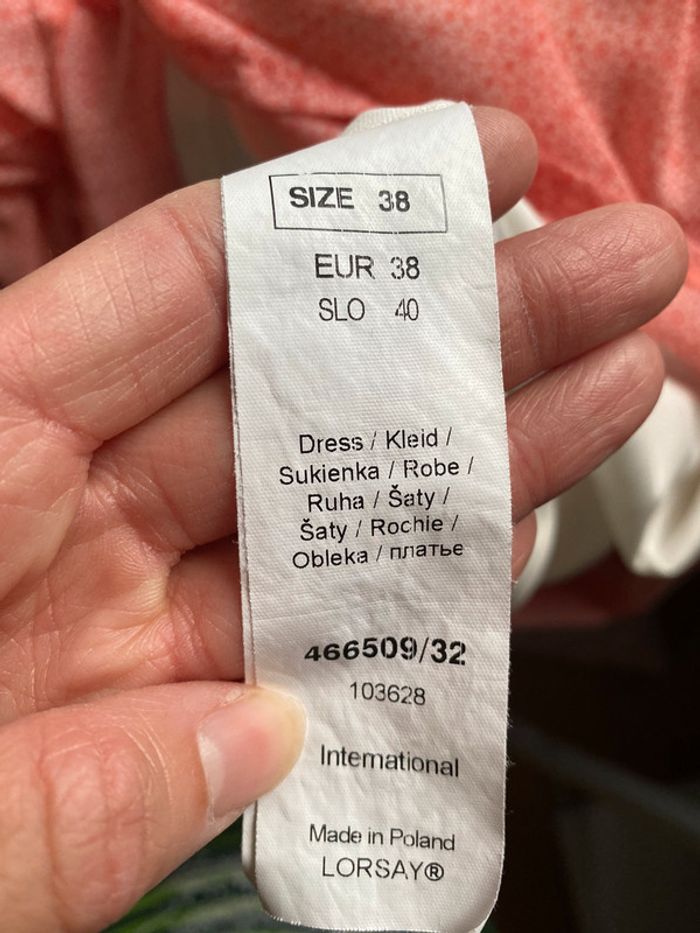 SIZE 38
EUR 38
SLO 40
Dress / Kleid /
Sukienka / Robe /
Ruha / Šaty /
Šaty / Rochie /
Obleka / платье
466509/32
103628
International
Made in Poland
LORSAY®